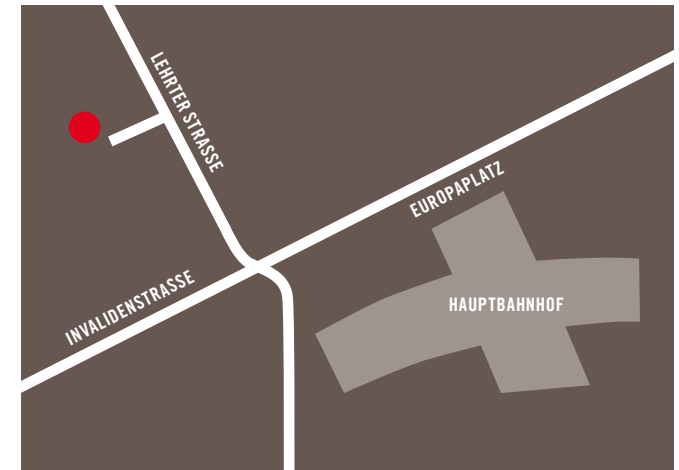 LEHRTER STRASSE
EUROPAPLATZ
INVALIDENSTRASSE
HAUPTBAHNHOF